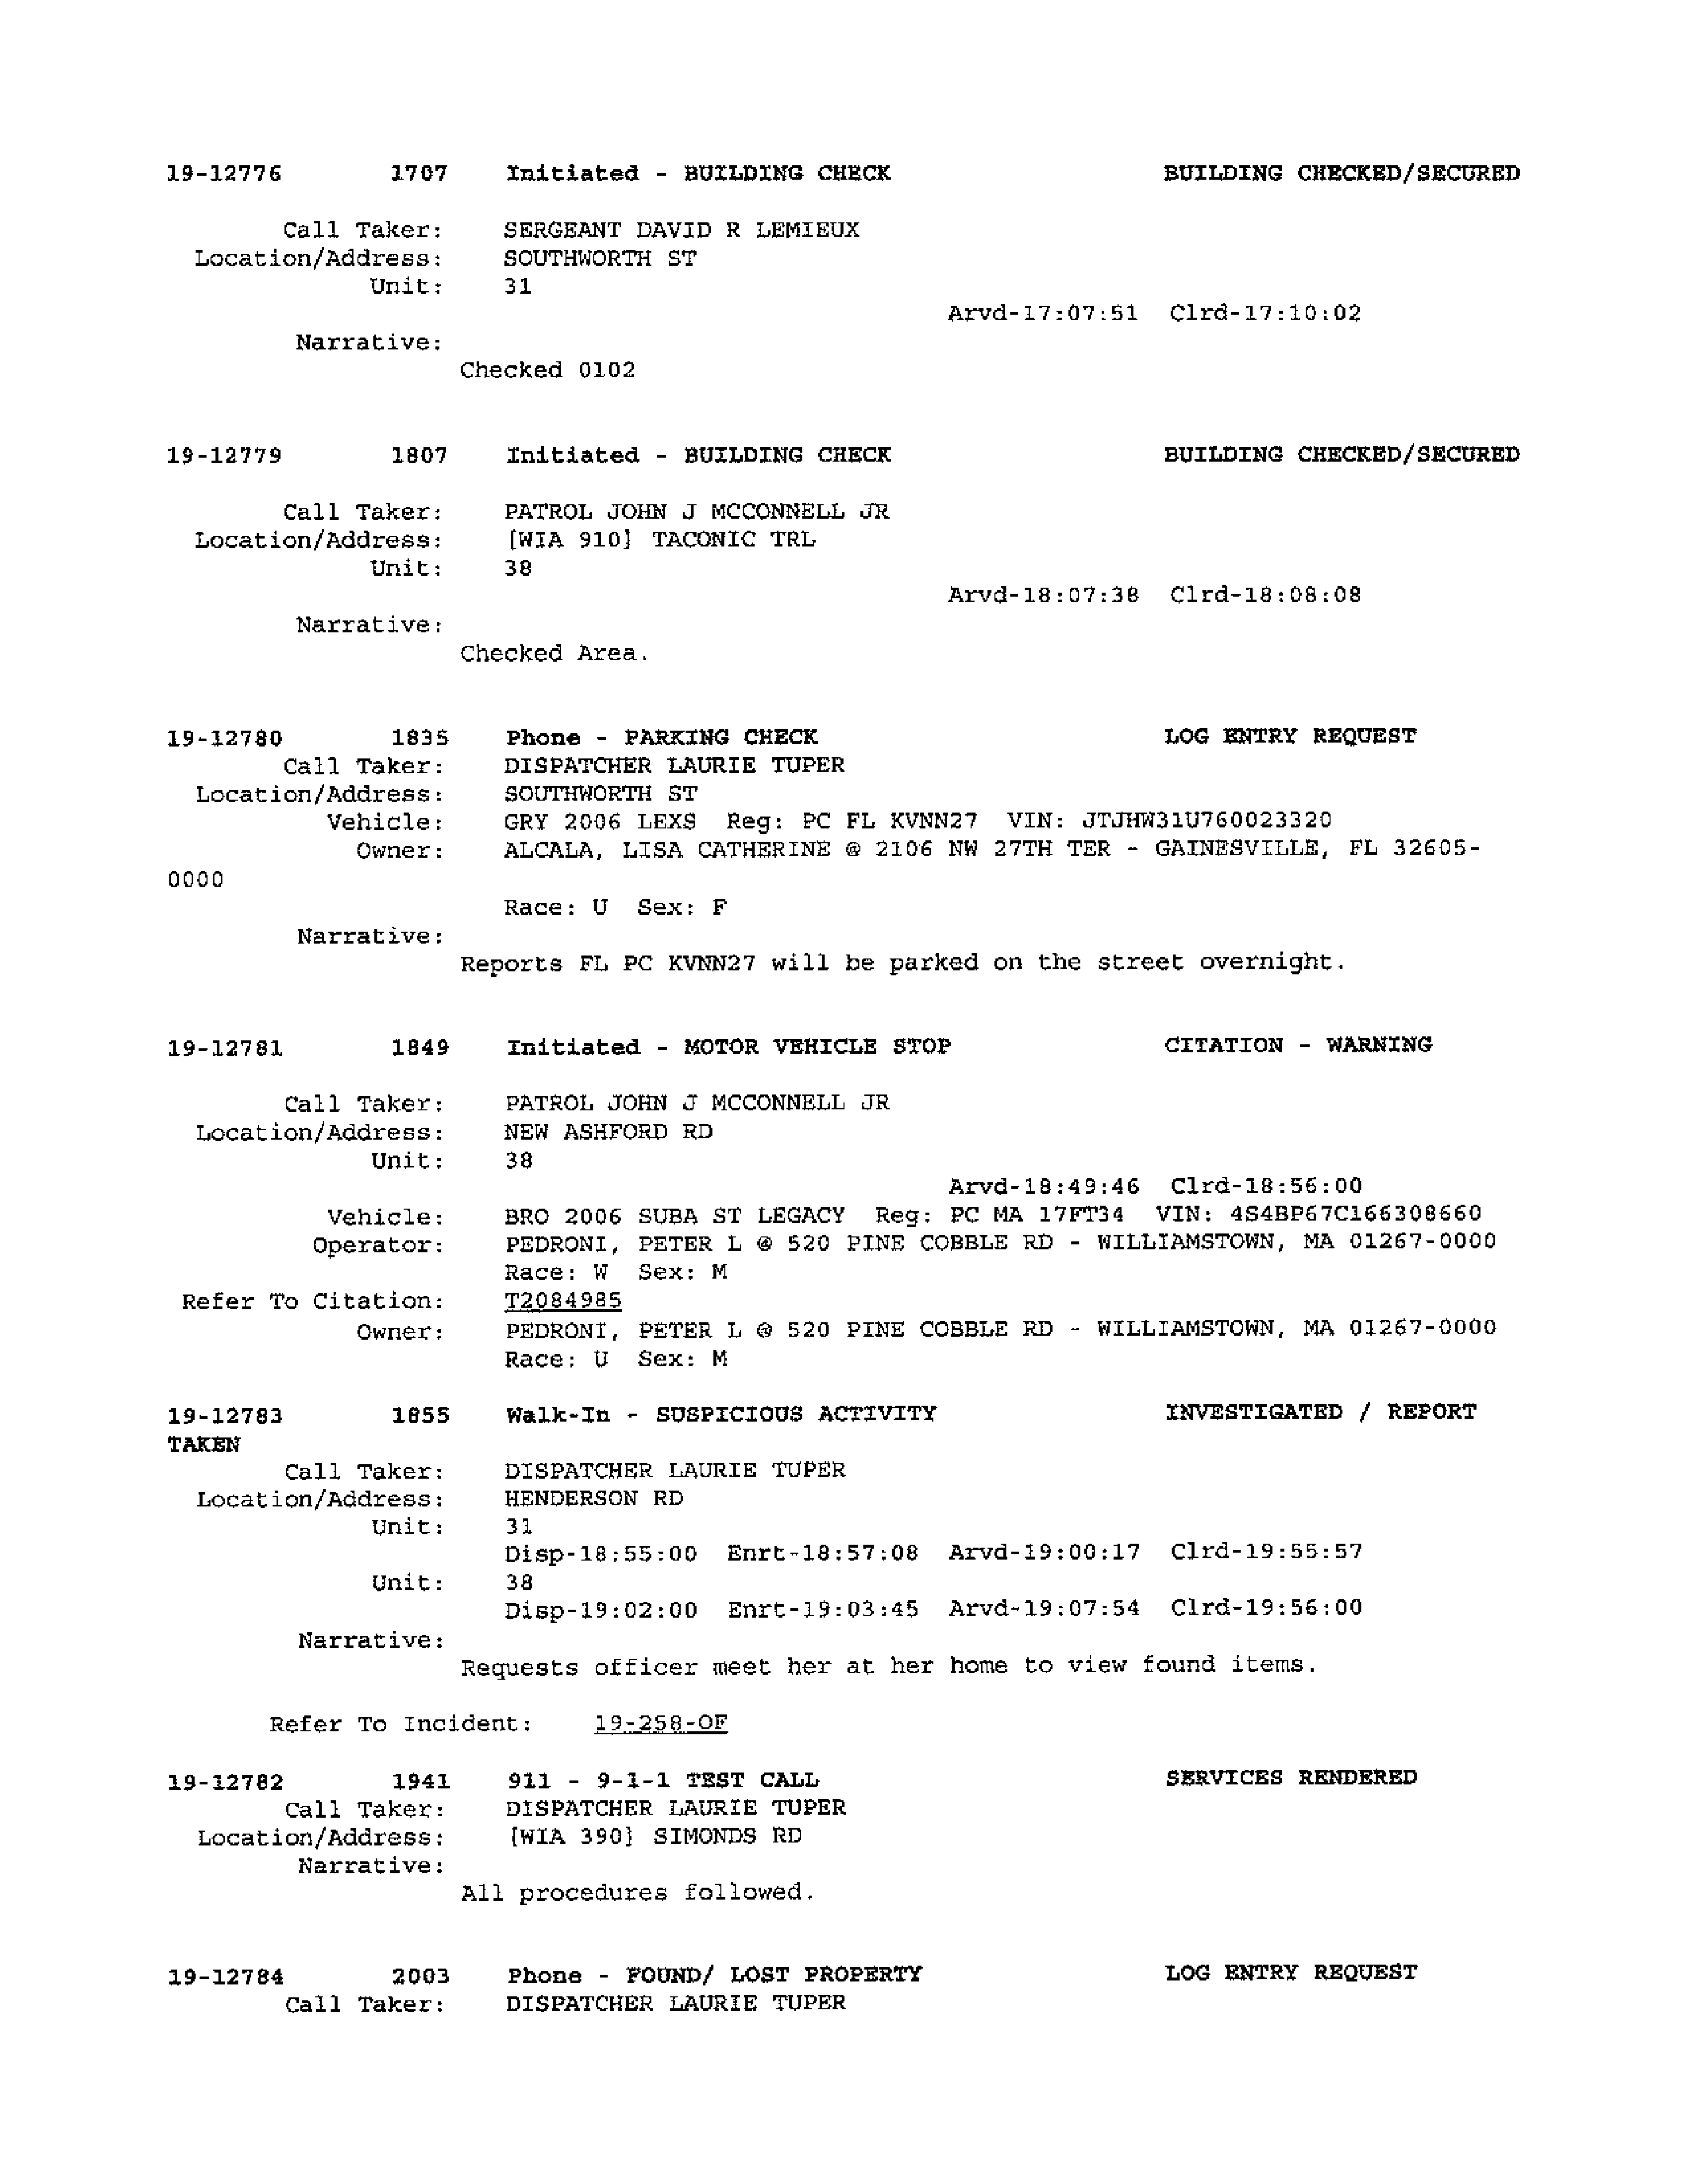 19-12776 1707 Initiated - BUILDING CHECK BUILDING CHECKED/SECURED
Call Taker: SERGEANT DAVID R LEMIEUX
Location/Address: SOUTHWORTH ST
Unit: 31
Arvd-17:07:51 Clrd-17:10:02
Narrative:
Checked 0102
19-12779 1807 Initiated - BUILDING CHECK BUILDING CHECKED/SECURED
Call Taker: PATROL JOHN J MCCONNELL JR
Location/Address: [WIA 910] TACONIC TRL
Unit: 38
Arvd-18:07:38 Clrd-18:08:08
Narrative:
Checked Area.
19-12780 1835 Phone - PARKING CHECK LOG ENTRY REQUEST
Call Taker: DISPATCHER LAURIE TUPER
Location/Address: SOUTHWORTH ST
Vehicle: GRY 2006 LEXS Reg: PC FL KVNN27 VIN: JTJHW31U760023320
Owner: ALCALA, LISA CATHERINE @ 2106 NW 27TH TER - GAINESVILLE, FL 32605-
0000
Race: U Sex: F
Narrative:
Reports FL PC KVNN27 will be parked on the street overnight.
19-12781 1849 Initiated - MOTOR VEHICLE STOP CITATION - WARNING
Call Taker: PATROL JOHN J MCCONNELL JR
Location/Address: NEW ASHFORD RD
Unit: 38
Arvd-18:49:46 Clrd-18:56:00
Vehicle: BRO 2006 SUBA ST LEGACY Reg: PC MA 17FT34 VIN: 4S4BP67C166308660
Operator: PEDRONI, PETER L @ 520 PINE COBBLE RD - WILLIAMSTOWN, MA 01267-0000
Race: W Sex: M
Refer To Citation: T2084985
Owner: PEDRONI, PETER L @ 520 PINE COBBLE RD - WILLIAMSTOWN, MA 01267-0000
Race: U Sex: M
19-12783 1855 Walk-In - SUSPICIOUS ACTIVITY INVESTIGATED / REPORT
TAKEN
Call Taker: DISPATCHER LAURIE TUPER
Location/Address: HENDERSON RD
Unit: 31
Disp-18:55:00 Enrt-18:57:08 Arvd-19:00:17 Clrd-19:55:57
Unit: 38
Disp-19:02:00 Enrt-19:03:45 Arvd-19:07:54 Clrd-19:56:00
Narrative:
Requests officer meet her at her home to view found items.
Refer To Incident: 19-258-OF
19-12782 1941 911 - 9-1-1 TEST CALL SERVICES RENDERED
Call Taker: DISPATCHER LAURIE TUPER
Location/Address: [WIA 390] SIMONDS RD
Narrative:
All procedures followed.
19-12784 2003 Phone - FOUND/ LOST PROPERTY LOG ENTRY REQUEST
Call Taker: DISPATCHER LAURIE TUPER